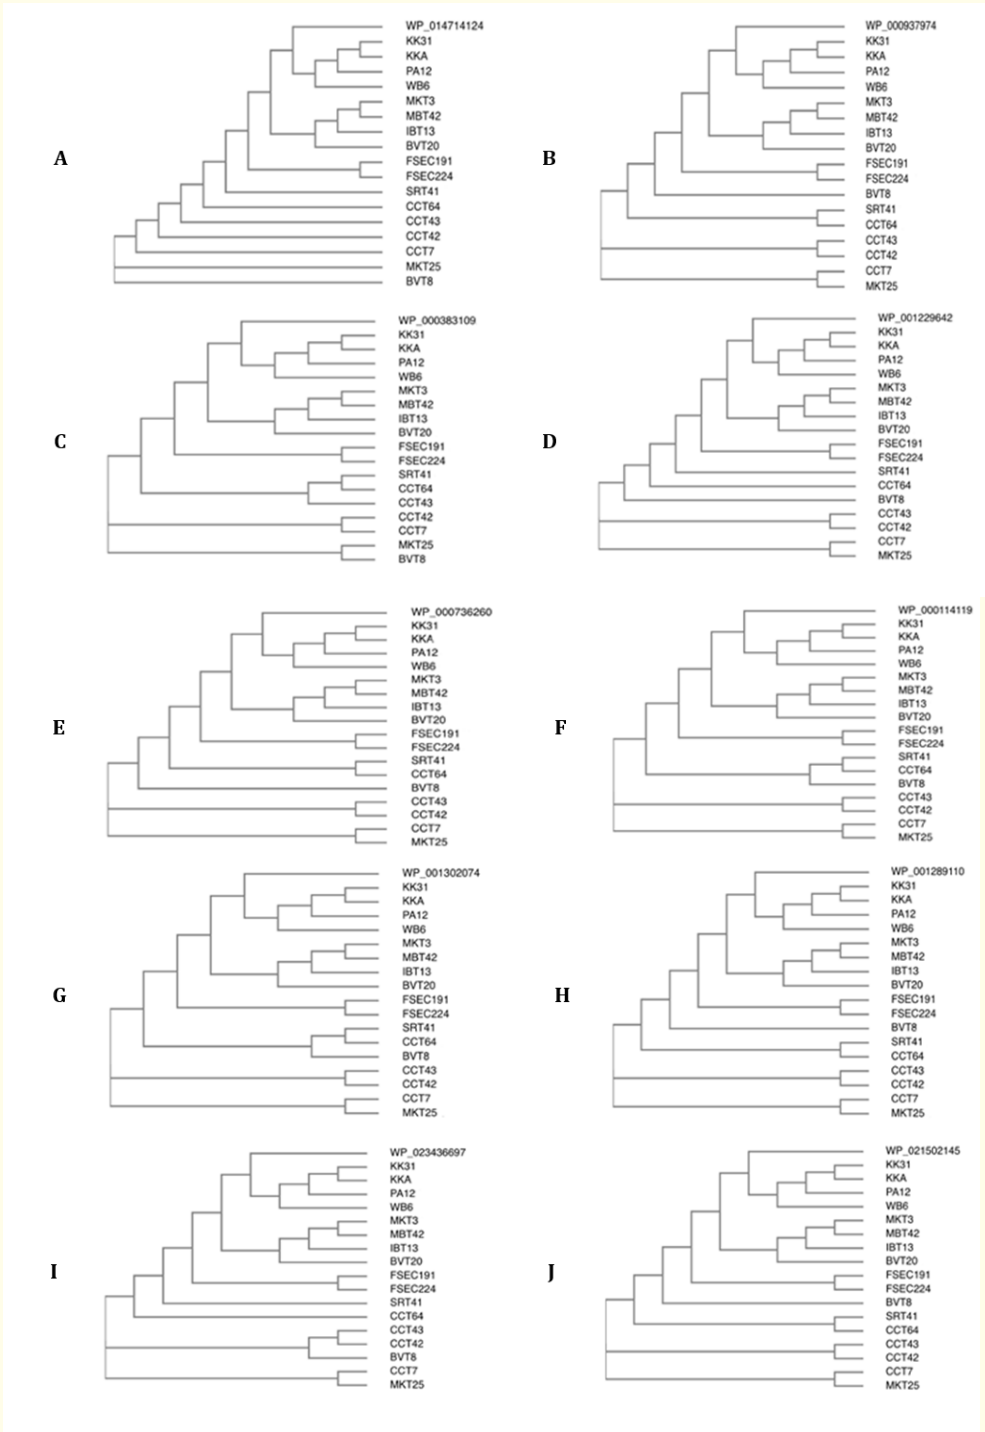 A
WP_014714124
KK31
KKA
PA12
WB6
MKT3
MBT42
IBT13
BVT20
FSEC191
FSEC224
SRT41
CCT64
CCT43
CCT42
CCT7
MKT25
BVT8
B
WP_000937974
KK31
KKA
PA12
WB6
MKT3
MBT42
IBT13
BVT20
FSEC191
FSEC224
BVT8
SRT41
CCT64
CCT43
CCT42
CCT7
MKT25
C
WP_000383109
KK31
KKA
PA12
WB6
MKT3
MBT42
IBT13
BVT20
FSEC191
FSEC224
SRT41
CCT64
CCT43
CCT42
CCT7
MKT25
BVT8
D
WP_001229642
KK31
KKA
PA12
WB6
MKT3
MBT42
IBT13
BVT20
FSEC191
FSEC224
SRT41
CCT64
BVT8
CCT43
CCT42
CCT7
MKT25
E
WP_000736260
KK31
KKA
PA12
WB6
MKT3
MBT42
IBT13
BVT20
FSEC191
FSEC224
SRT41
CCT64
BVT8
CCT43
CCT42
CCT7
MKT25
F
WP_000114119
KK31
KKA
PA12
WB6
MKT3
MBT42
IBT13
BVT20
FSEC191
FSEC224
SRT41
CCT64
BVT8
CCT43
CCT42
CCT7
MKT25
G
WP_001302074
KK31
KKA
PA12
WB6
MKT3
MBT42
IBT13
BVT20
FSEC191
FSEC224
SRT41
CCT64
BVT8
CCT43
CCT42
CCT7
MKT25
H
WP_001289110
KK31
KKA
PA12
WB6
MKT3
MBT42
IBT13
BVT20
FSEC191
FSEC224
BVT8
SRT41
CCT64
CCT43
CCT42
CCT7
MKT25
I
WP_023436697
KK31
KKA
PA12
WB6
MKT3
MBT42
IBT13
BVT20
FSEC191
FSEC224
SRT41
CCT64
CCT43
CCT42
BVT8
CCT7
MKT25
J
WP_021502145
KK31
KKA
PA12
WB6
MKT3
MBT42
IBT13
BVT20
FSEC191
FSEC224
BVT8
SRT41
CCT64
CCT43
CCT42
CCT7
MKT25